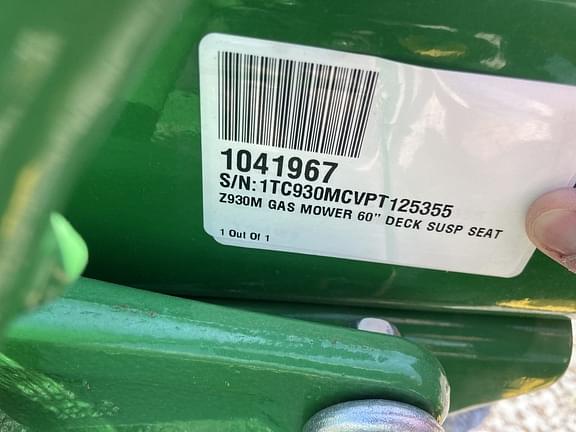 1041967
S/N:1TC930MCVPT125355
Z930M GAS MOWER 60" DECK SUSP SEAT
1 Out Of 1